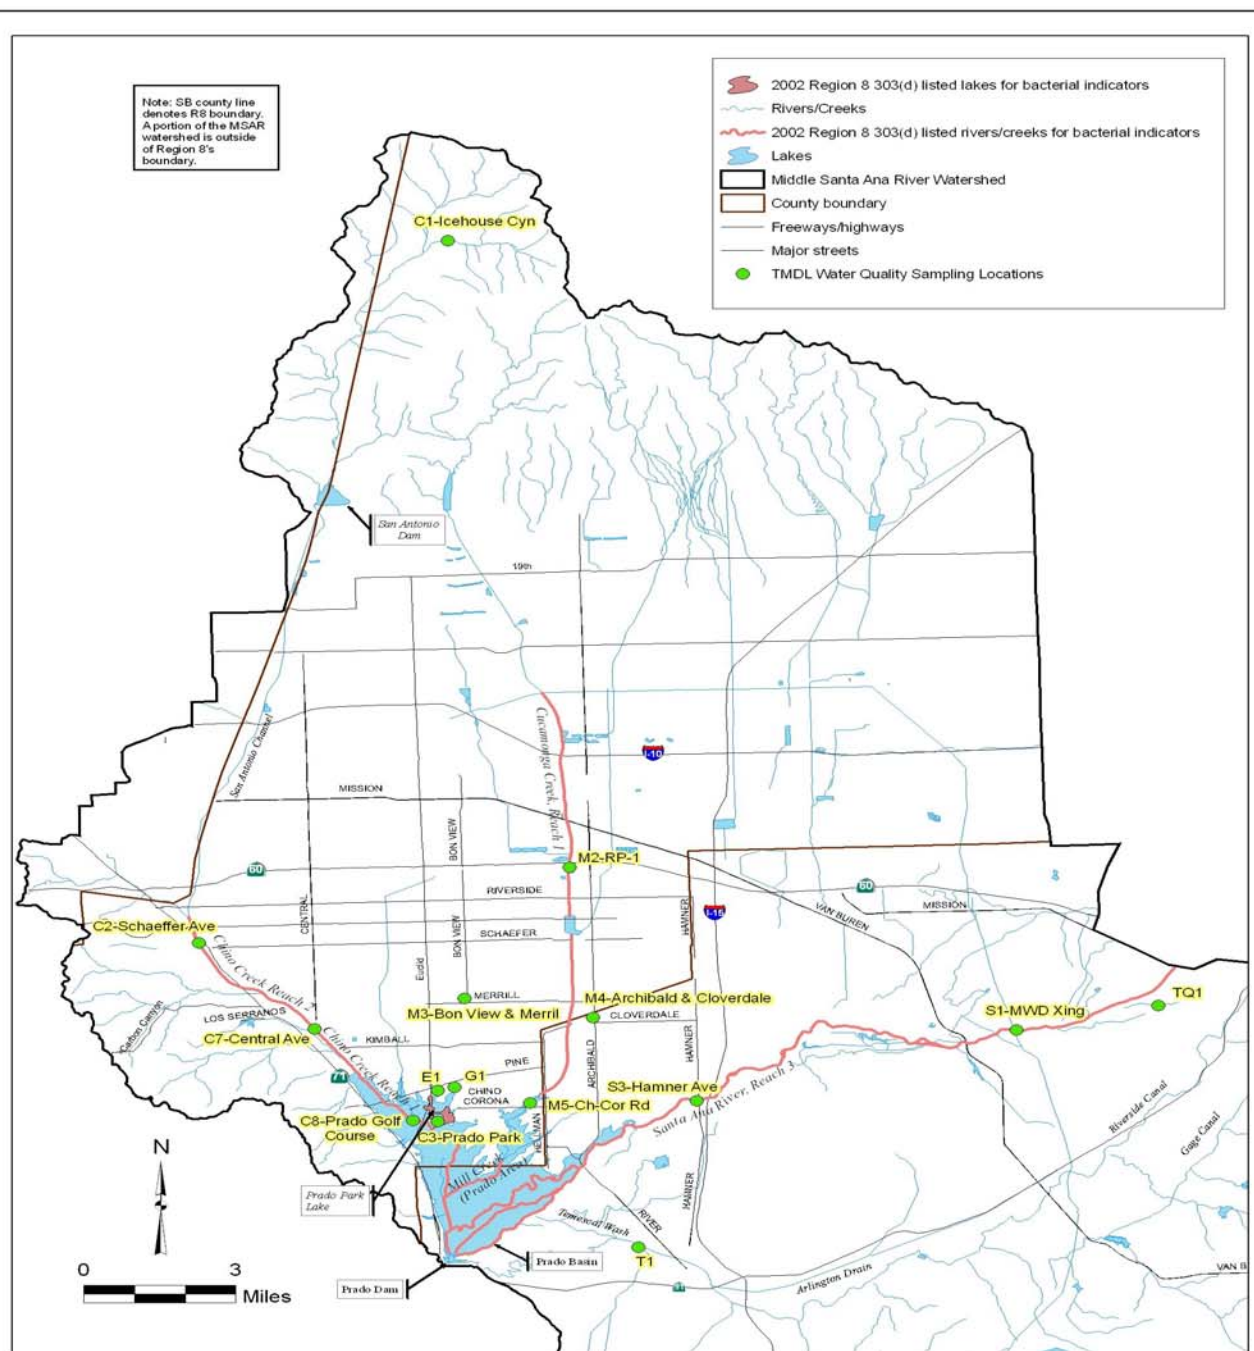 Note: SB county line
denotes R8 boundary.
A portion of the MSAR
watershed is outside
of Region 8's
boundary.
2002 Region 8 303(d) listed lakes for bacterial indicators
Rivers/Creeks
2002 Region 8 303(d) listed rivers/creeks for bacterial indicators
Lakes
Middle Santa Ana River Watershed
County boundary
Freeways/highways
Major streets
TMDL Water Quality Sampling Locations
C1-Icehouse Cyn
San Antonio
Dam
19th
San Antonio Channel
Cucamonga Creek, Reach 1
I-10
MISSION
BON VIEW
M2-RP-1
60
60
RIVERSIDE
CENTRAL
HAMNER
I-15
VAN BUREN
MISSION
C2-Schaeffer Ave
SCHAEFER
BON VIEW
Euclid
Chino Creek Reach 2
MERRILL
M4-Archibald & Cloverdale
TQ1
Carbon Canyon
LOS SERRANOS
M3-Bon View & Merril
CLOVERDALE
S1-MWD Xing
C7-Central Ave
Chino Creek Reach 1
KIMBALL
HAMNER
PINE
ARCHIBALD
71
E1
G1
CHINO
CORONA
S3-Hamner Ave
Santa Ana River, Reach 3
M5-Ch-Cor Rd
Riverside Canal
Gage Canal
C8-Prado Golf
Course
C3-Prado Park
HELLMAN
Mill Creek
(Prado Area)
N
Prado Park
Lake
HAMNER
Temescal Wash
RIVER
T1
Prado Basin
0 3
Miles
Prado Dam
91
Arlington Drain
VAN B